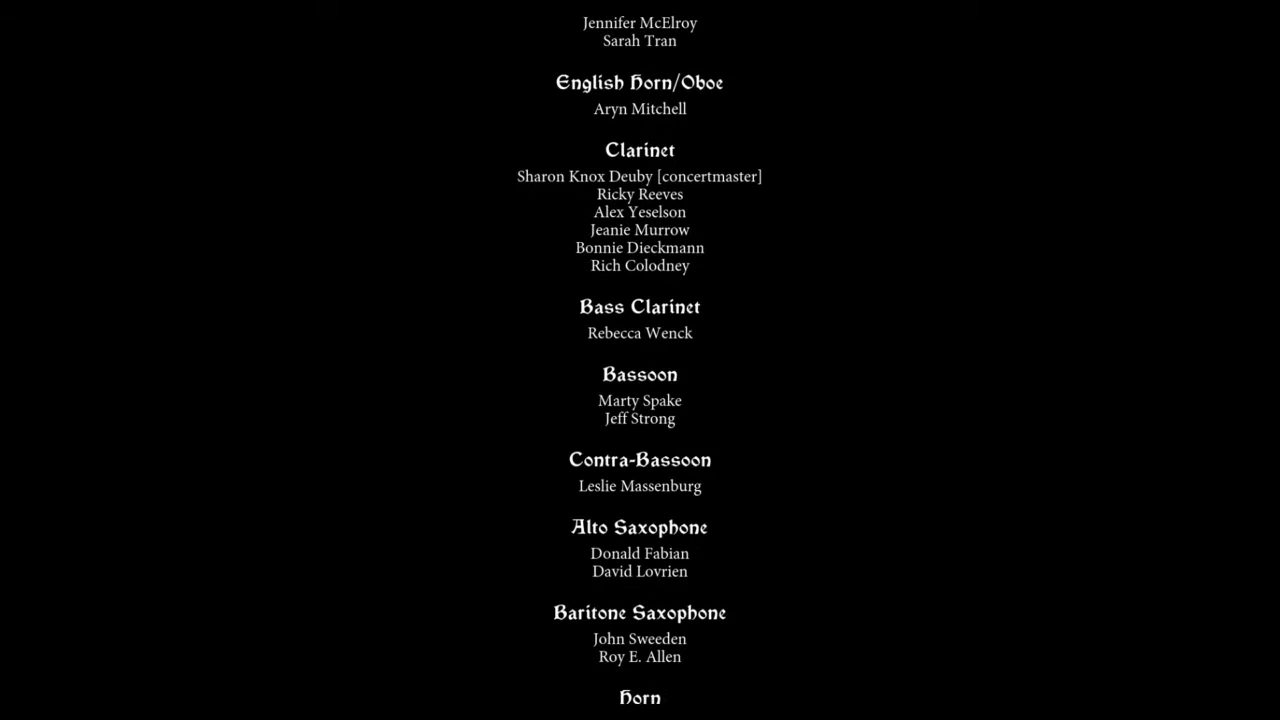 Jennifer McElroy
Sarah Tran
English Horn/Oboe
Aryn Mitchell
Clarinet
Sharon Knox Deuby [concertmaster]
Ricky Reeves
Alex Yeselson
Jeanie Murrow
Bonnie Dieckmann
Rich Colodney
Bass Clarinet
Rebecca Wenck
Bassoon
Marty Spake
Jeff Strong
Contra-Bassoon
Leslie Massenburg
Alto Saxophone
Donald Fabian
David Lovrien
Baritone Saxophone
John Sweeden
Roy E. Allen
Horn